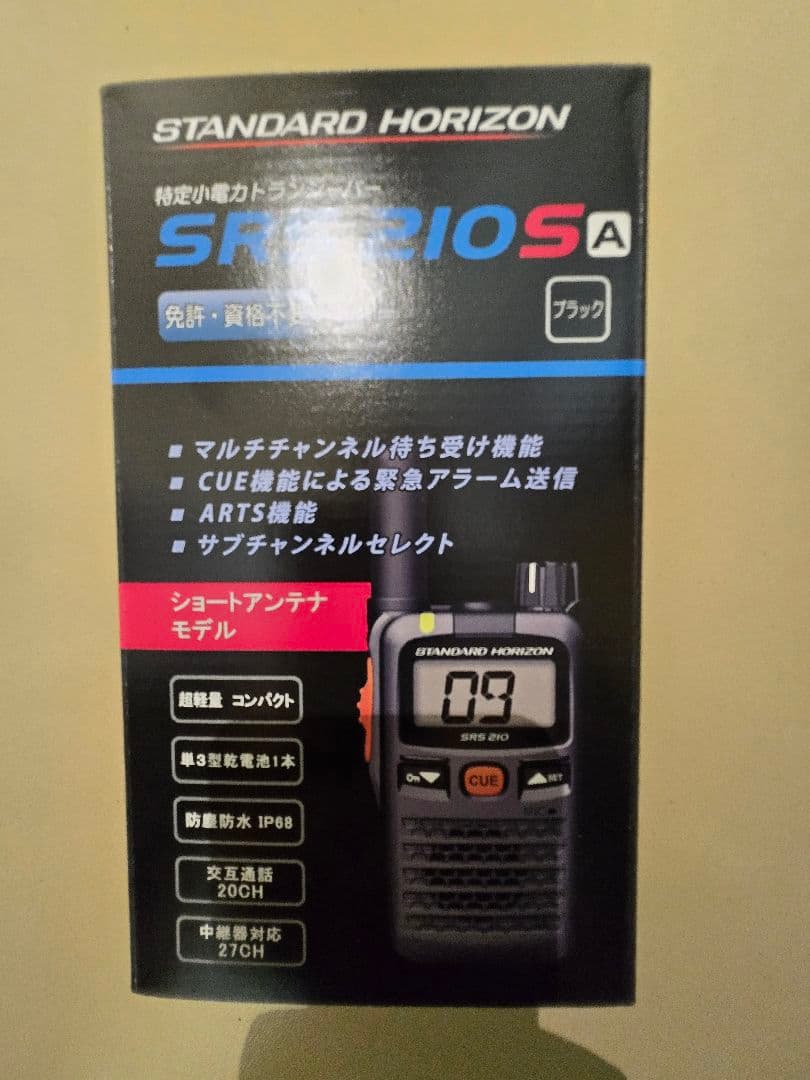 STANDARD HORIZON
特定小電力トランシーバー
SRS210S A
免許・資格不要
ブラック
■ マルチチャンネル待ち受け機能
■ CUE機能による緊急アラーム送信
■ ARTS機能
■ サブチャンネルセレクト
ショートアンテナ
モデル
STANDARD HORIZON
09
SRS 210
CUE
SET
超軽量 コンパクト
単3型乾電池1本
防塵防水 IP68
交互通話
20CH
中継器対応
27CH